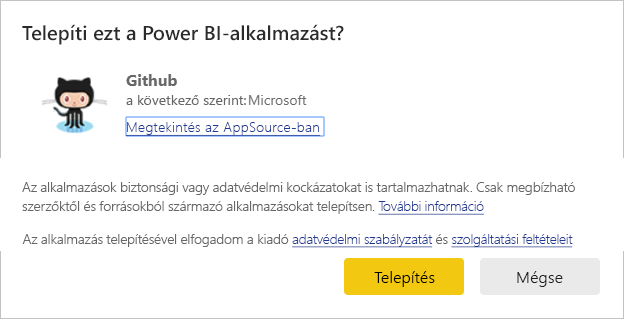 Telepíti ezt a Power BI-alkalmazást?
Github
a következő szerint: Microsoft
Megtekintés az AppSource-ban
Az alkalmazások biztonsági vagy adatvédelmi kockázatokat is tartalmazhatnak. Csak megbízható
szerzőktől és forrásokból származó alkalmazásokat telepítsen. További információ
Az alkalmazás telepítésével elfogadom a kiadó adatvédelmi szabályzatát és szolgáltatási feltételeit
Telepítés
Mégse